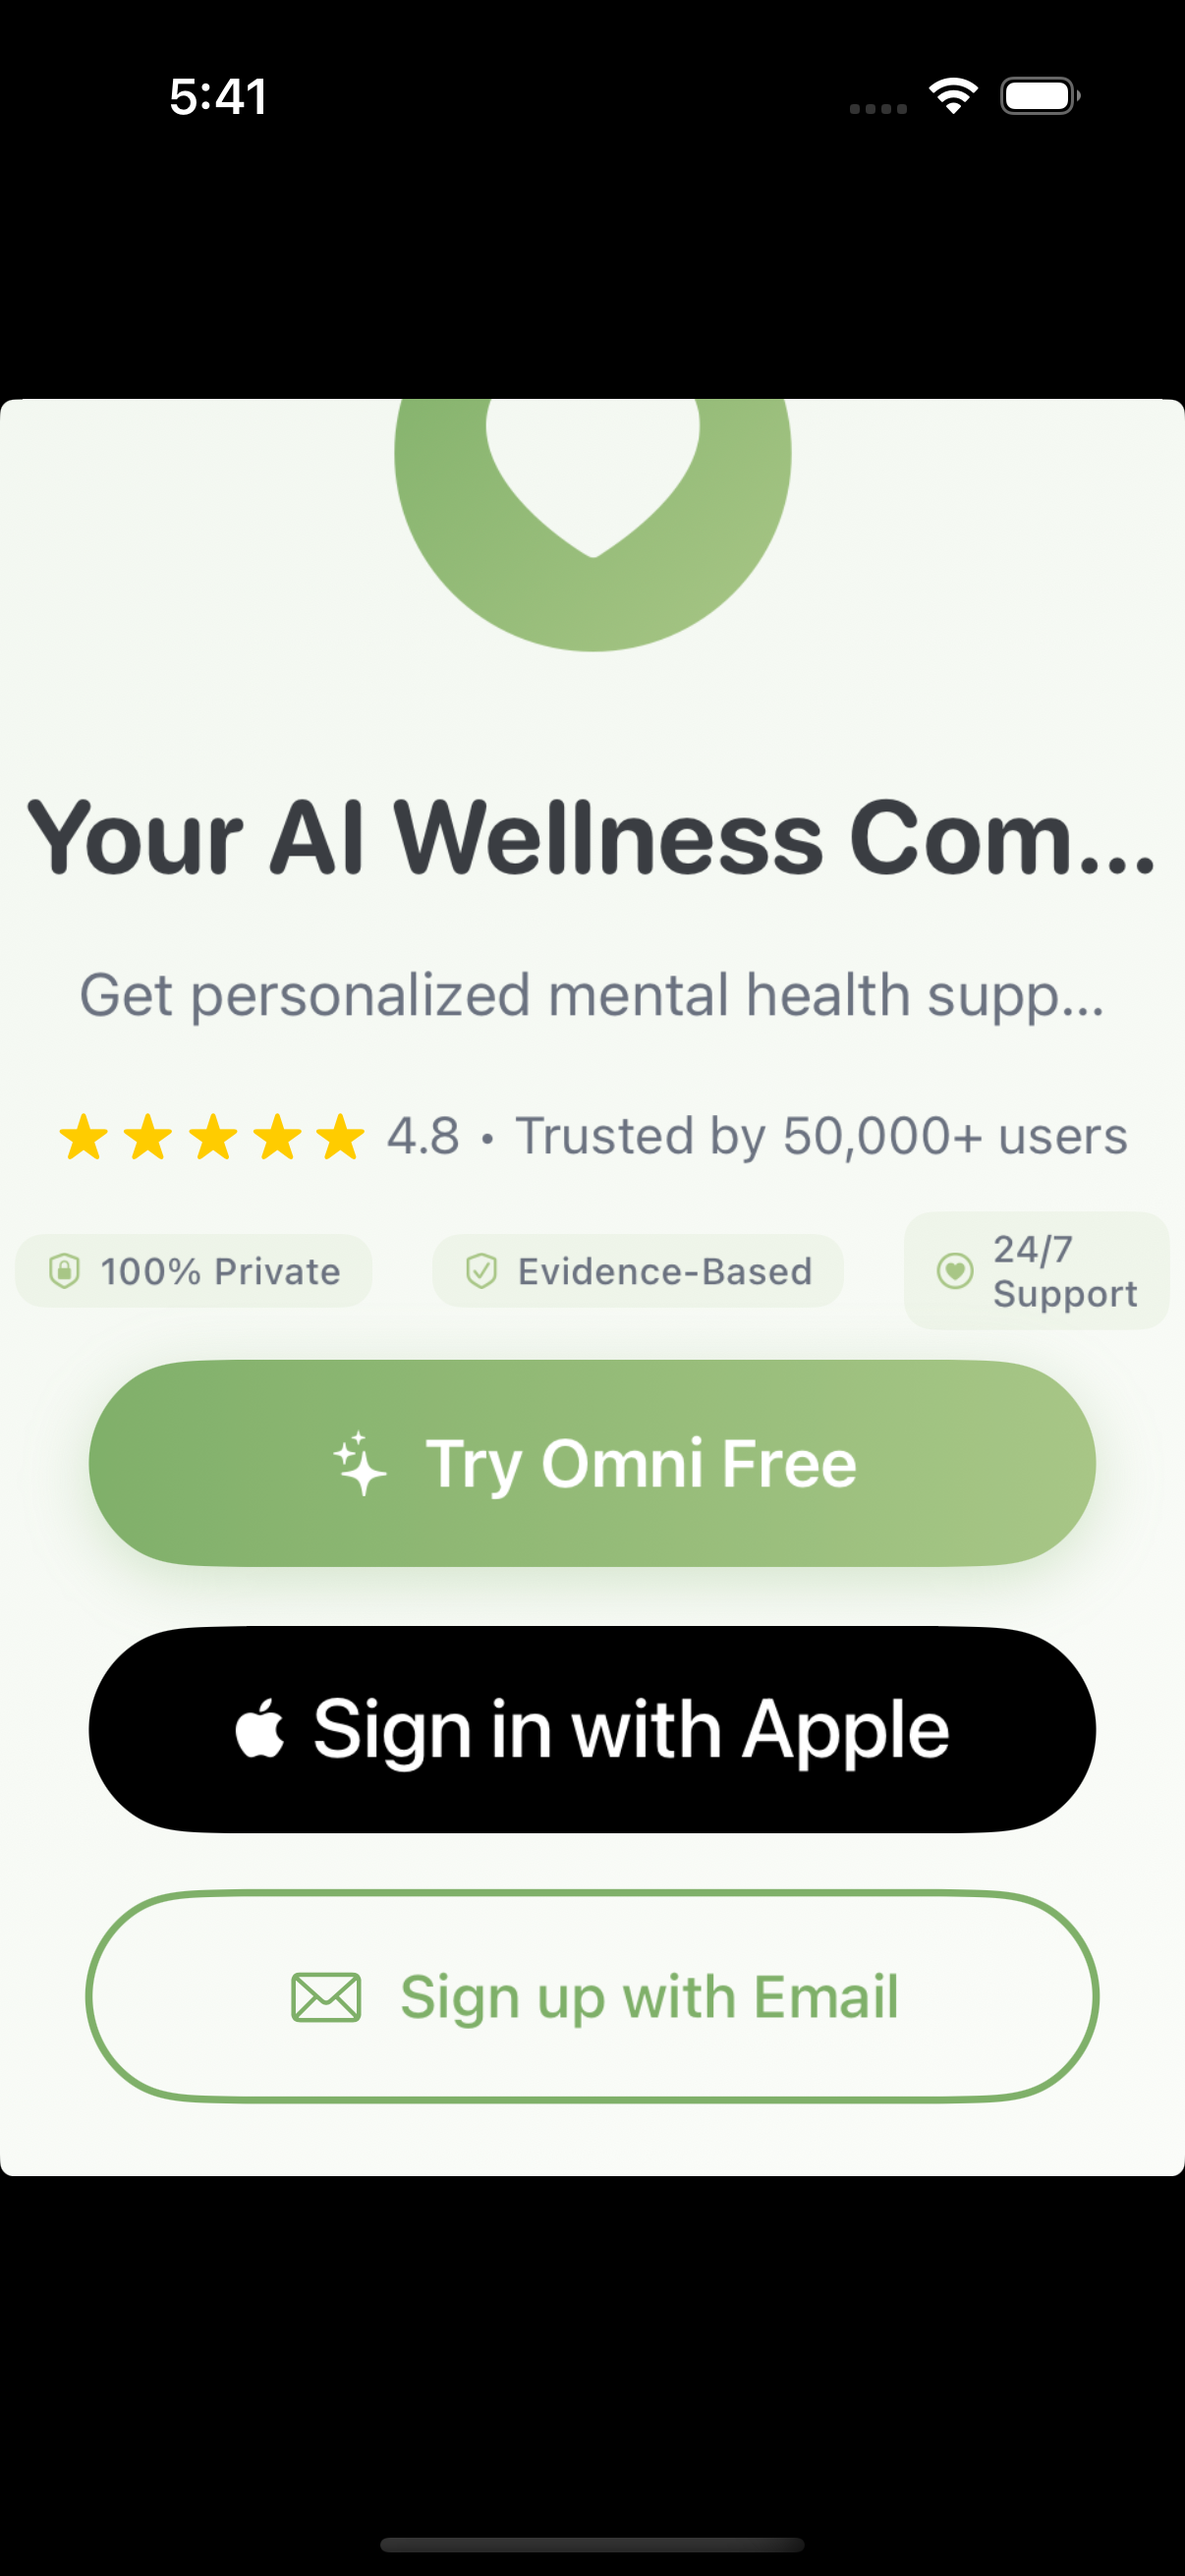 5:41
Your AI Wellness Com...
Get personalized mental health supp...
4.8 • Trusted by 50,000+ users
100% Private
Evidence-Based
24/7
Support
Try Omni Free
Sign in with Apple
Sign up with Email